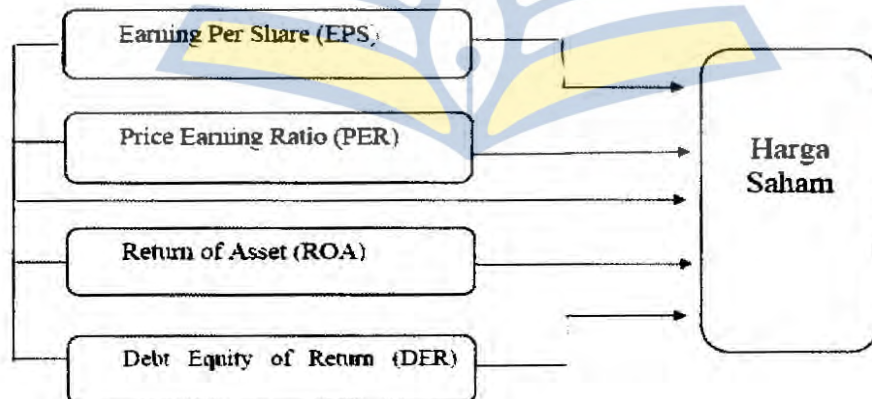 Earning Per Share (EPS)
Price Earning Ratio (PER)
Harga
Saham
Return of Asset (ROA)
Debt Equity of Return (DER)